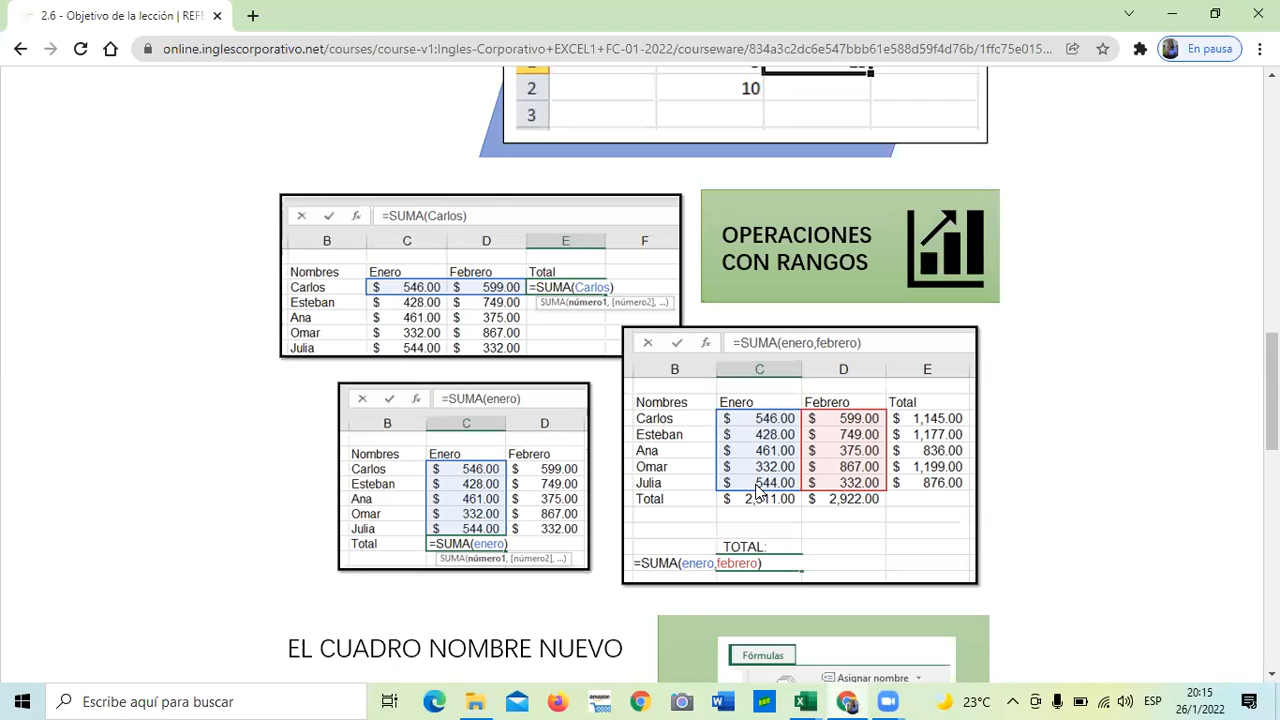 2.6 - Objetivo de la lección | REFE
online.inglescorporativo.net/courses/course-v1:Ingles-Corporativo+EXCEL1+FC-01-2022/courseware/834a3c2dc6e547bbb61e588d59f4d76b/1ffc75e015...
En pausa
2 10
3
=SUMA(Carlos)
B C D E F
Nombres Enero Febrero Total
Carlos $ 546.00 $ 599.00 =SUMA(Carlos)
Esteban $ 428.00 $ 749.00 SUMA(número1, [número2], ...)
Ana $ 461.00 $ 375.00
Omar $ 332.00 $ 867.00
Julia $ 544.00 $ 332.00
OPERACIONES
CON RANGOS
=SUMA(enero)
B C D
Nombres Enero Febrero
Carlos $ 546.00 $ 599.00
Esteban $ 428.00 $ 749.00
Ana $ 461.00 $ 375.00
Omar $ 332.00 $ 867.00
Julia $ 544.00 $ 332.00
Total =SUMA(enero)
SUMA(número1, [número2], ...)
=SUMA(enero,febrero)
B C D E
Nombres Enero Febrero Total
Carlos $ 546.00 $ 599.00 $ 1,145.00
Esteban $ 428.00 $ 749.00 $ 1,177.00
Ana $ 461.00 $ 375.00 $ 836.00
Omar $ 332.00 $ 867.00 $ 1,199.00
Julia $ 544.00 $ 332.00 $ 876.00
Total $ 2,311.00 $ 2,922.00
TOTAL:
=SUMA(enero,febrero)
EL CUADRO NOMBRE NUEVO
Fórmulas
Asignar nombre
Escribe aquí para buscar
23°C
ESP
20:15
26/1/2022